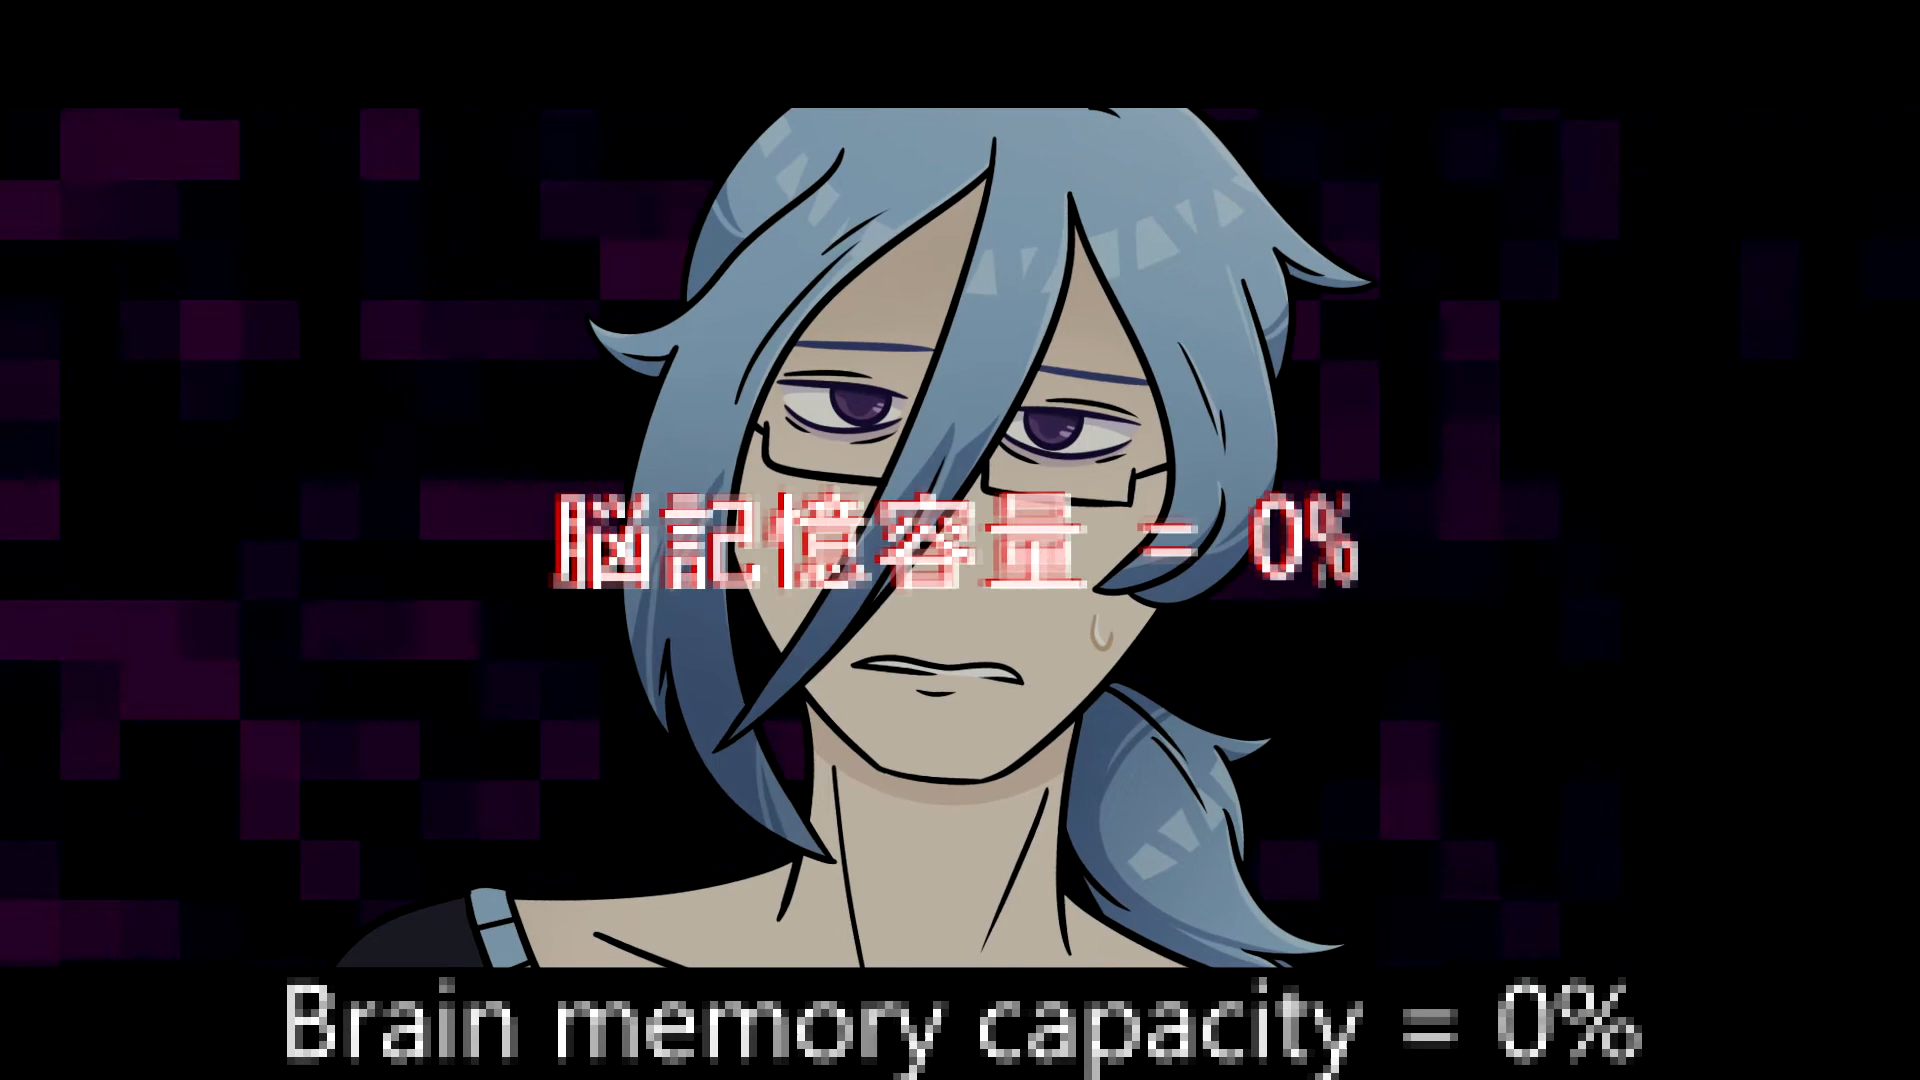 脳記憶容量 = 0%
Brain memory capacity = 0%